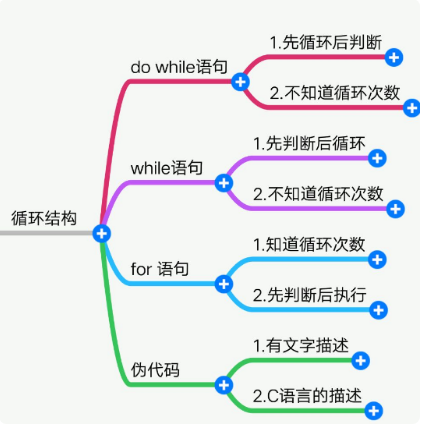 循环结构
do while语句
1.先循环后判断
2.不知道循环次数
while语句
1.先判断后循环
2.不知道循环次数
for 语句
1.知道循环次数
2.先判断后执行
伪代码
1.有文字描述
2.C语言的描述